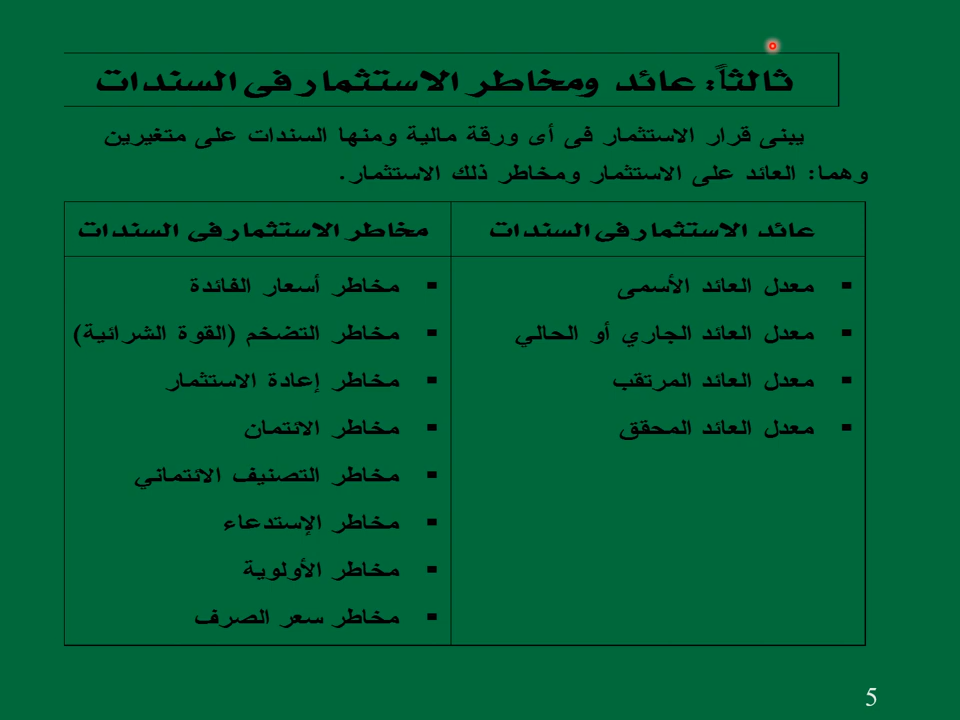 ثالثاً: عائد ومخاطر الاستثمار فى السندات
يبنى قرار الاستثمار فى أى ورقة مالية ومنها السندات على متغيرين
وهما: العائد على الاستثمار ومخاطر ذلك الاستثمار.
عائد الاستثمار فى السندات
▪ معدل العائد الأسمى
▪ معدل العائد الجاري أو الحالي
▪ معدل العائد المرتقب
▪ معدل العائد المحقق
مخاطر الاستثمار فى السندات
▪ مخاطر أسعار الفائدة
▪ مخاطر التضخم (القوة الشرائية)
▪ مخاطر إعادة الاستثمار
▪ مخاطر الائتمان
▪ مخاطر التصنيف الائتماني
▪ مخاطر الإستدعاء
▪ مخاطر الأولوية
▪ مخاطر سعر الصرف
5